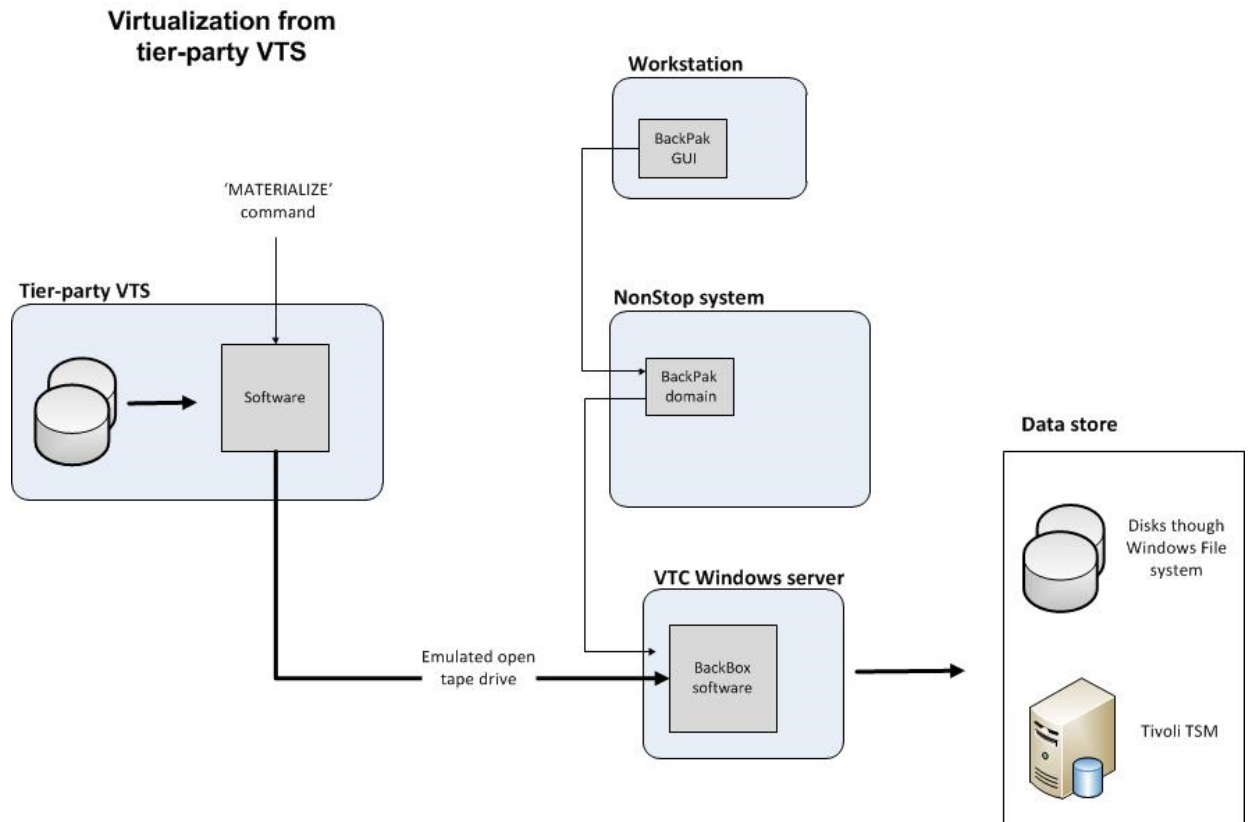 Virtualization from
tier-party VTS
Workstation
BackPak
GUI
'MATERIALIZE'
command
Tier-party VTS
Software
NonStop system
BackPak
domain
Data store
Disks though
Windows File
system
VTC Windows server
Emulated open
tape drive
BackBox
software
Tivoli TSM